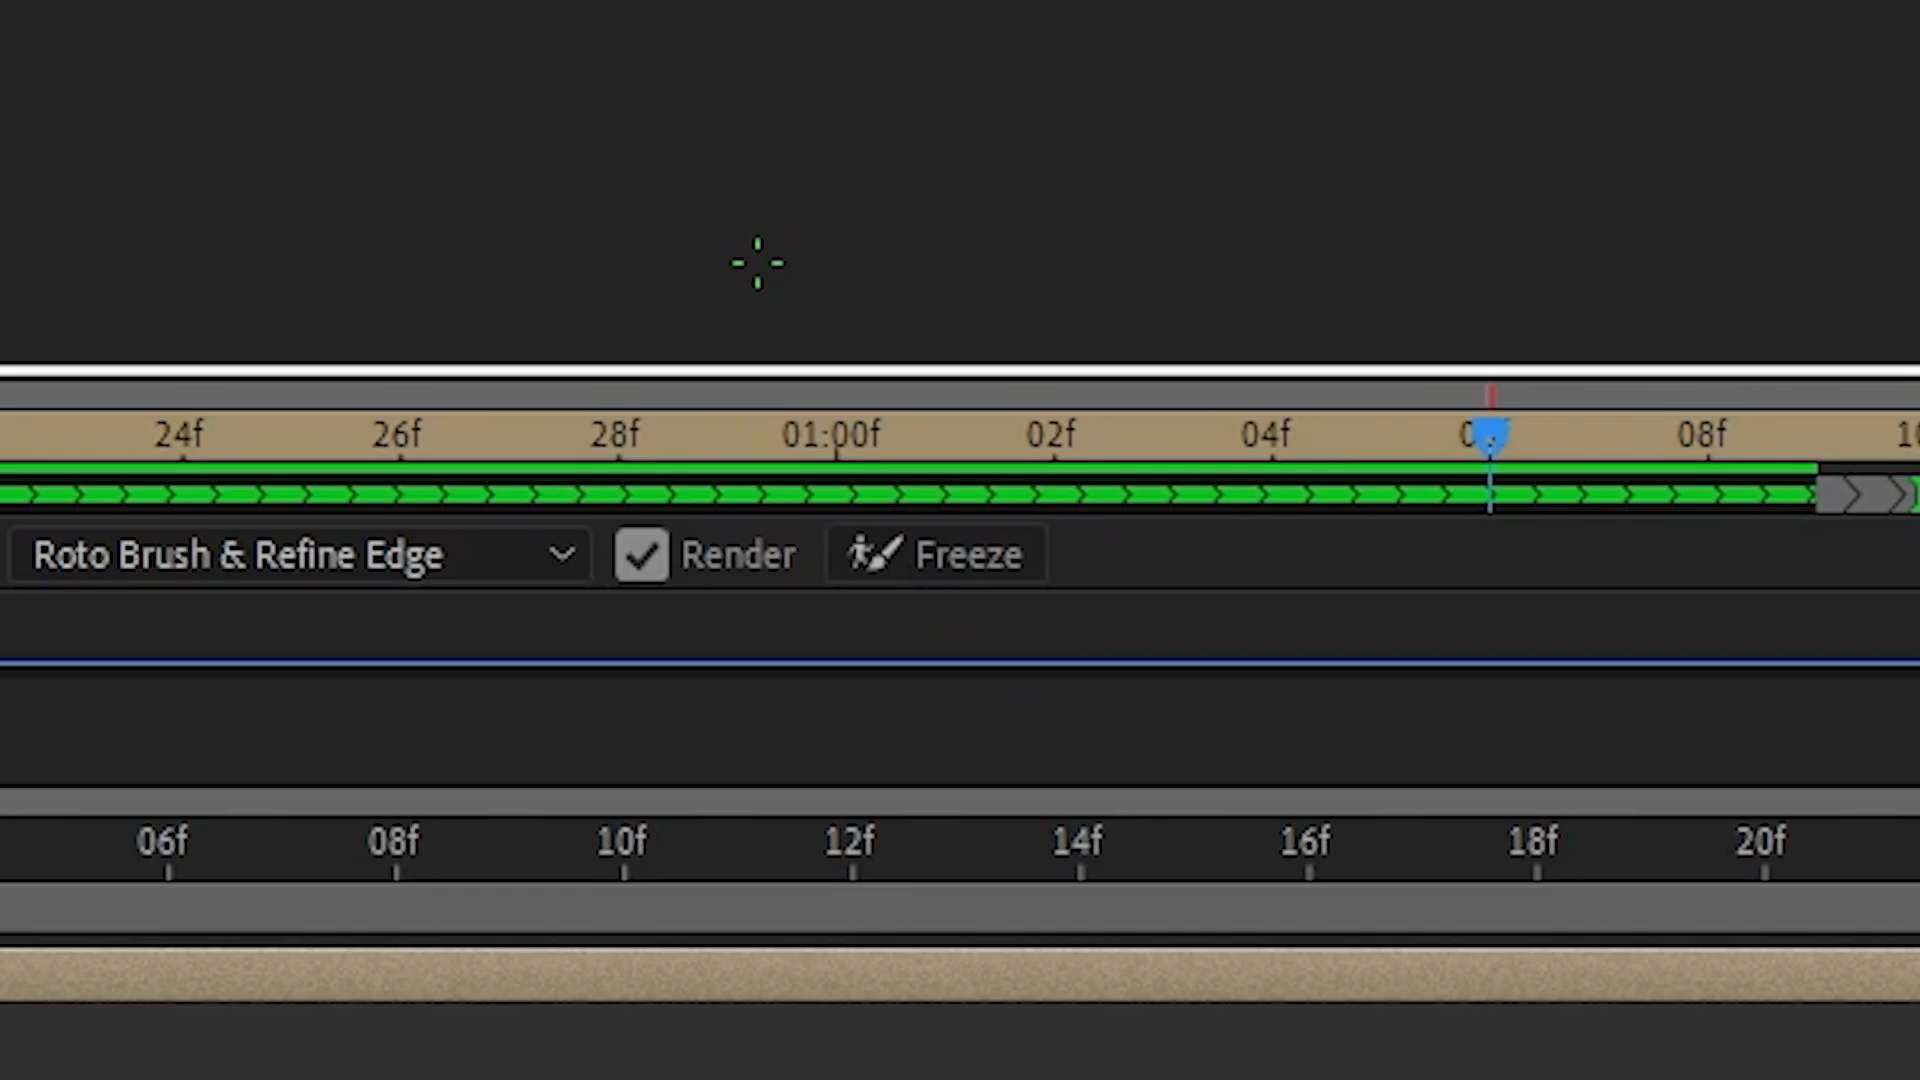 24f 26f 28f 01:00f 02f 04f 08f
Roto Brush & Refine Edge Render Freeze
06f 08f 10f 12f 14f 16f 18f 20f